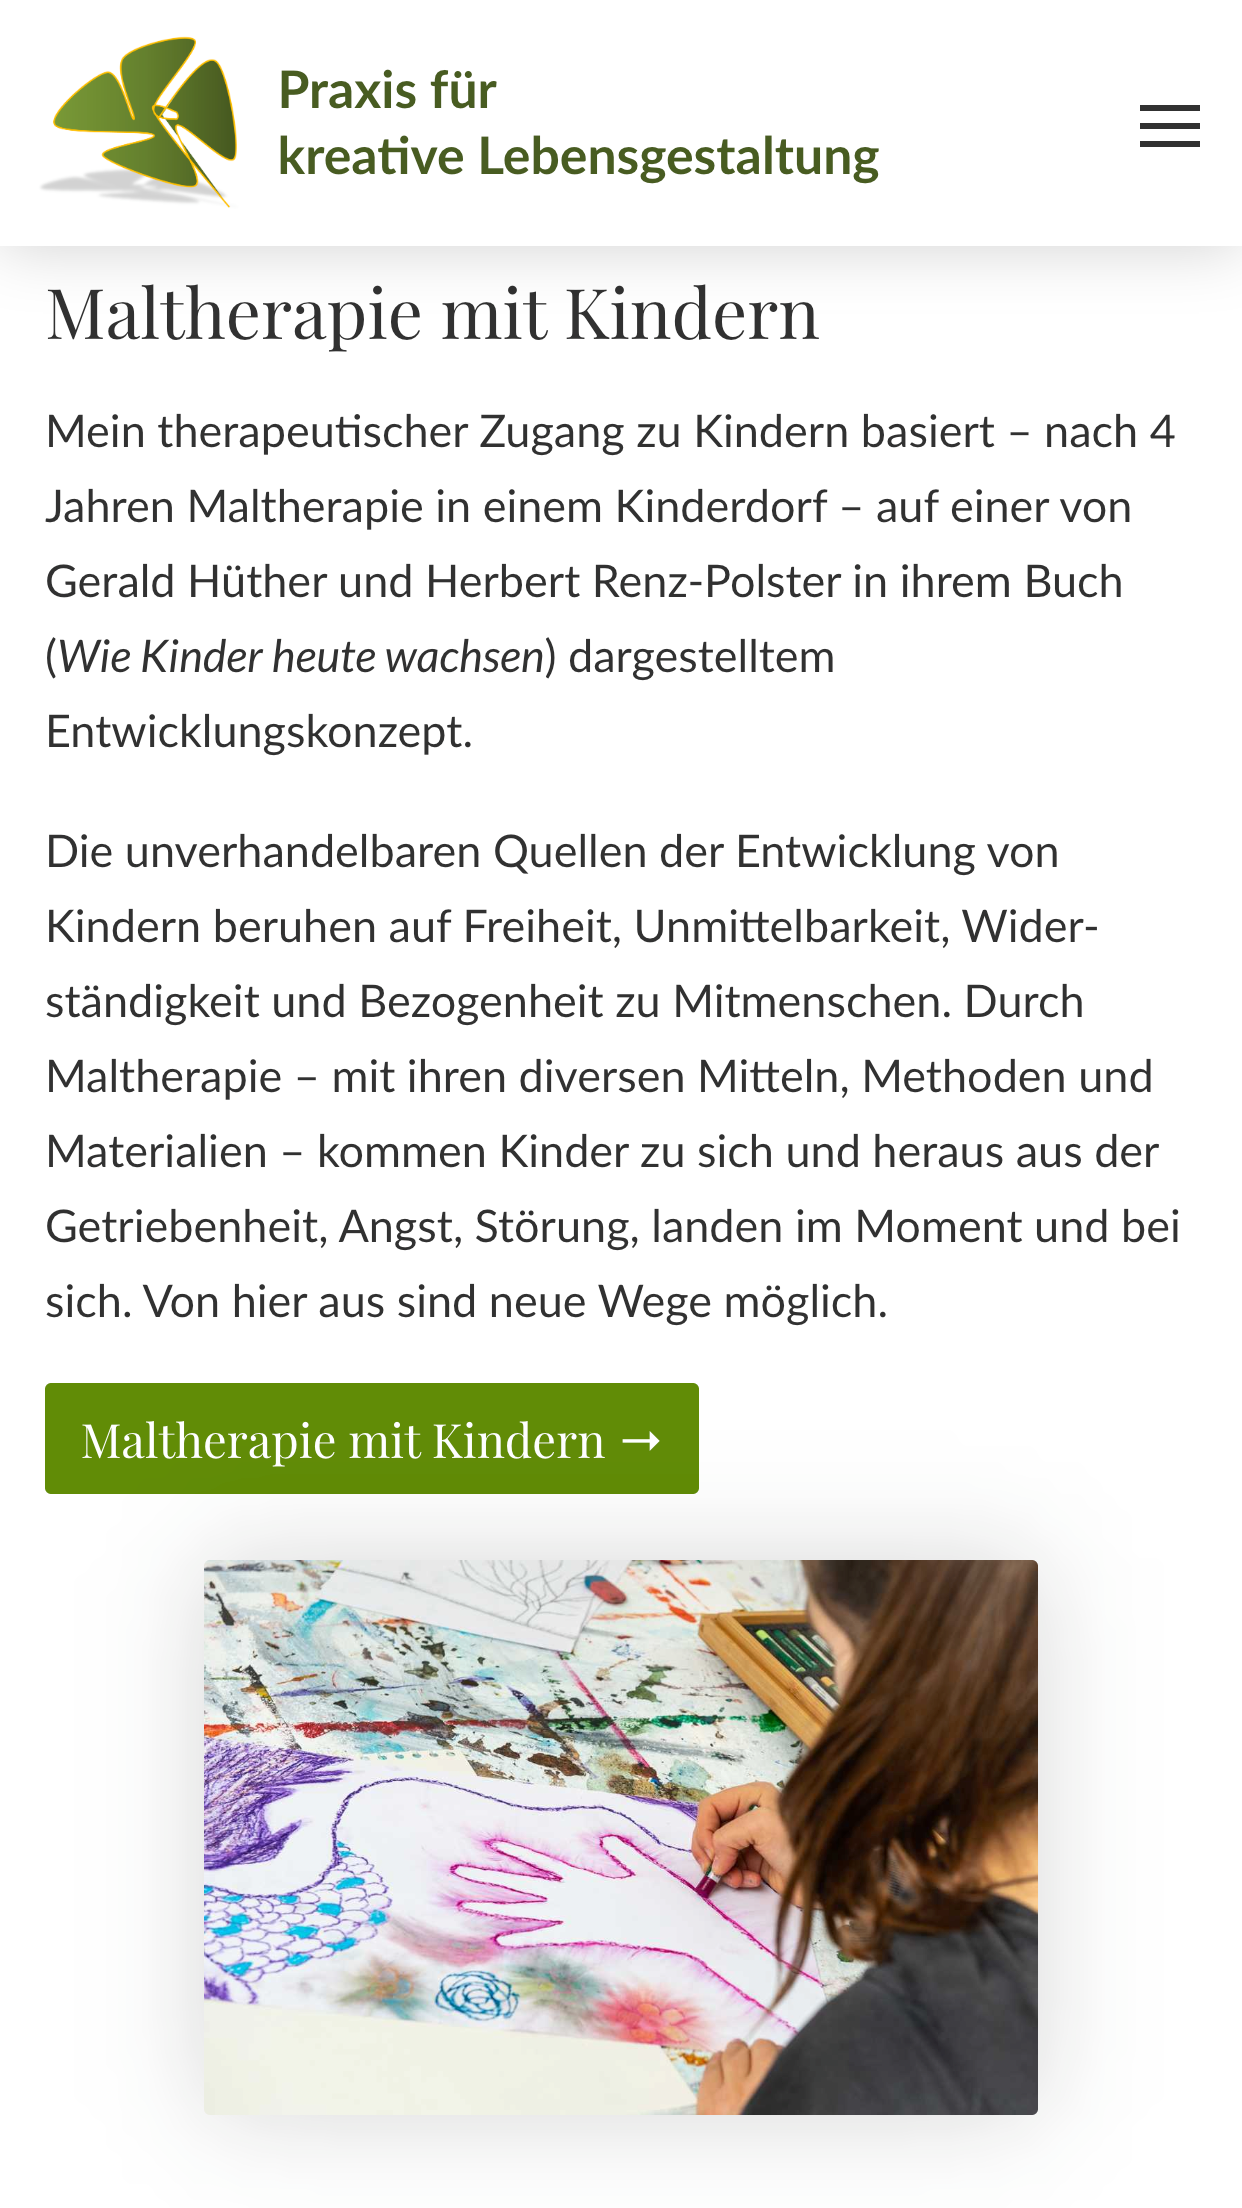 Praxis für
kreative Lebensgestaltung
Maltherapie mit Kindern
Mein therapeutischer Zugang zu Kindern basiert – nach 4
Jahren Maltherapie in einem Kinderdorf – auf einer von
Gerald Hüther und Herbert Renz-Polster in ihrem Buch
(Wie Kinder heute wachsen) dargestelltem
Entwicklungskonzept.
Die unverhandelbaren Quellen der Entwicklung von
Kindern beruhen auf Freiheit, Unmittelbarkeit, Wider-
ständigkeit und Bezogenheit zu Mitmenschen. Durch
Maltherapie – mit ihren diversen Mitteln, Methoden und
Materialien – kommen Kinder zu sich und heraus aus der
Getriebenheit, Angst, Störung, landen im Moment und bei
sich. Von hier aus sind neue Wege möglich.
Maltherapie mit Kindern →